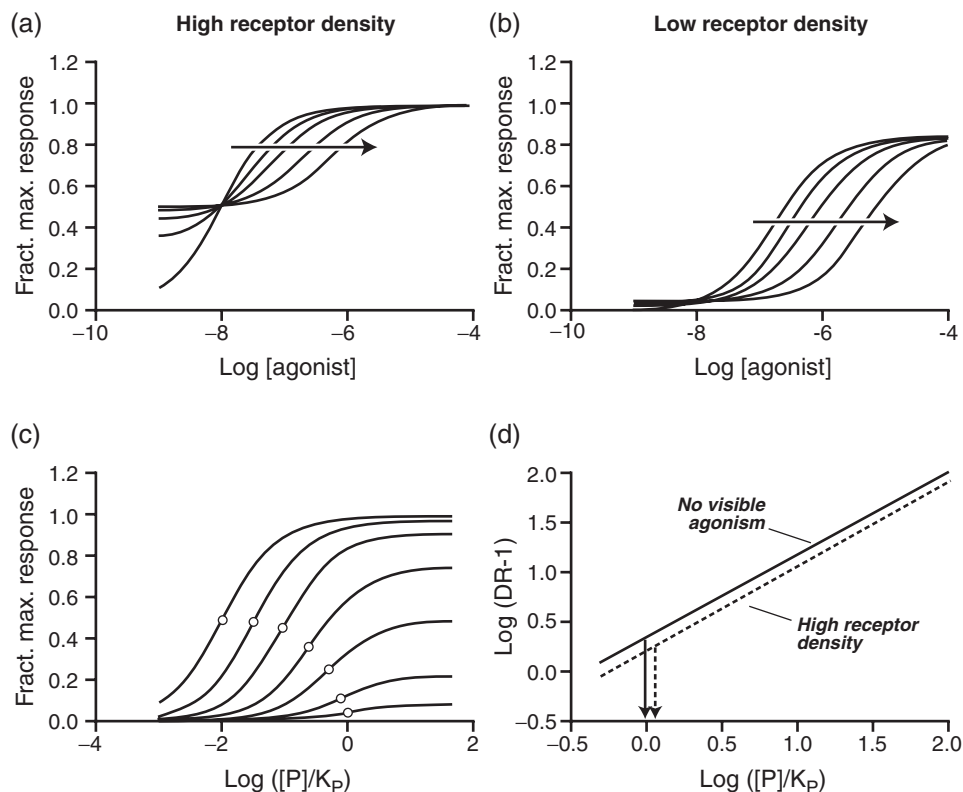 (a)
High receptor density
1.2
1.0
0.8
0.6
0.4
0.2
0.0
Fract. max. response
–10
–8
–6
–4
Log [agonist]
(b)
Low receptor density
1.2
1.0
0.8
0.6
0.4
0.2
0.0
Fract. max. response
–10
–8
–6
-4
Log [agonist]
(c)
1.2
1.0
0.8
0.6
0.4
0.2
0.0
Fract. max. response
–4
–2
0
2
Log ([P]/KP)
(d)
2.0
1.5
1.0
0.5
0.0
–0.5
Log (DR-1)
No visible
agonism
High receptor
density
–0.5
0.0
0.5
1.0
1.5
2.0
Log ([P]/KP)